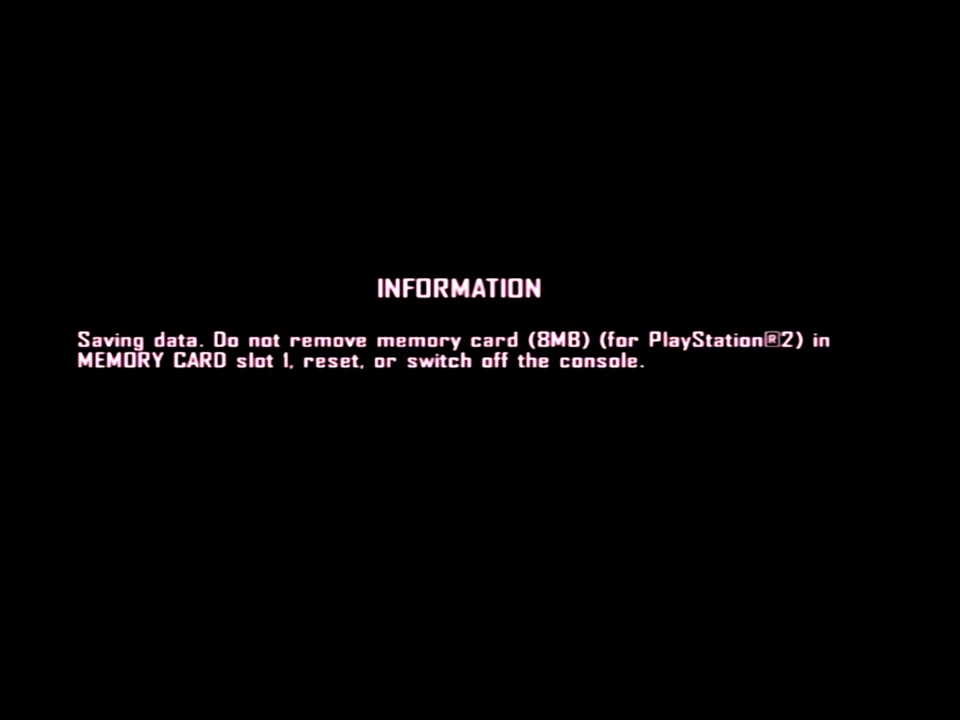 INFORMATION
Saving data. Do not remove memory card (8MB) (for PlayStation®2) in
MEMORY CARD slot 1, reset, or switch off the console.